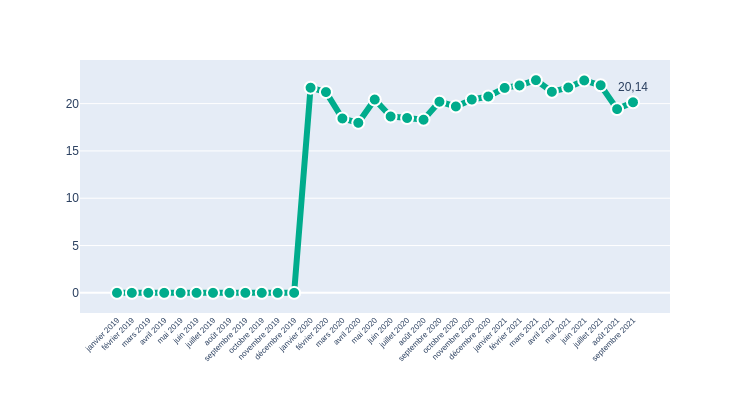 20,14
20
15
10
5
0
janvier 2019
février 2019
mars 2019
avril 2019
mai 2019
juin 2019
juillet 2019
août 2019
septembre 2019
octobre 2019
novembre 2019
décembre 2019
janvier 2020
février 2020
mars 2020
avril 2020
mai 2020
juin 2020
juillet 2020
août 2020
septembre 2020
octobre 2020
novembre 2020
décembre 2020
janvier 2021
février 2021
mars 2021
avril 2021
mai 2021
juin 2021
juillet 2021
août 2021
septembre 2021